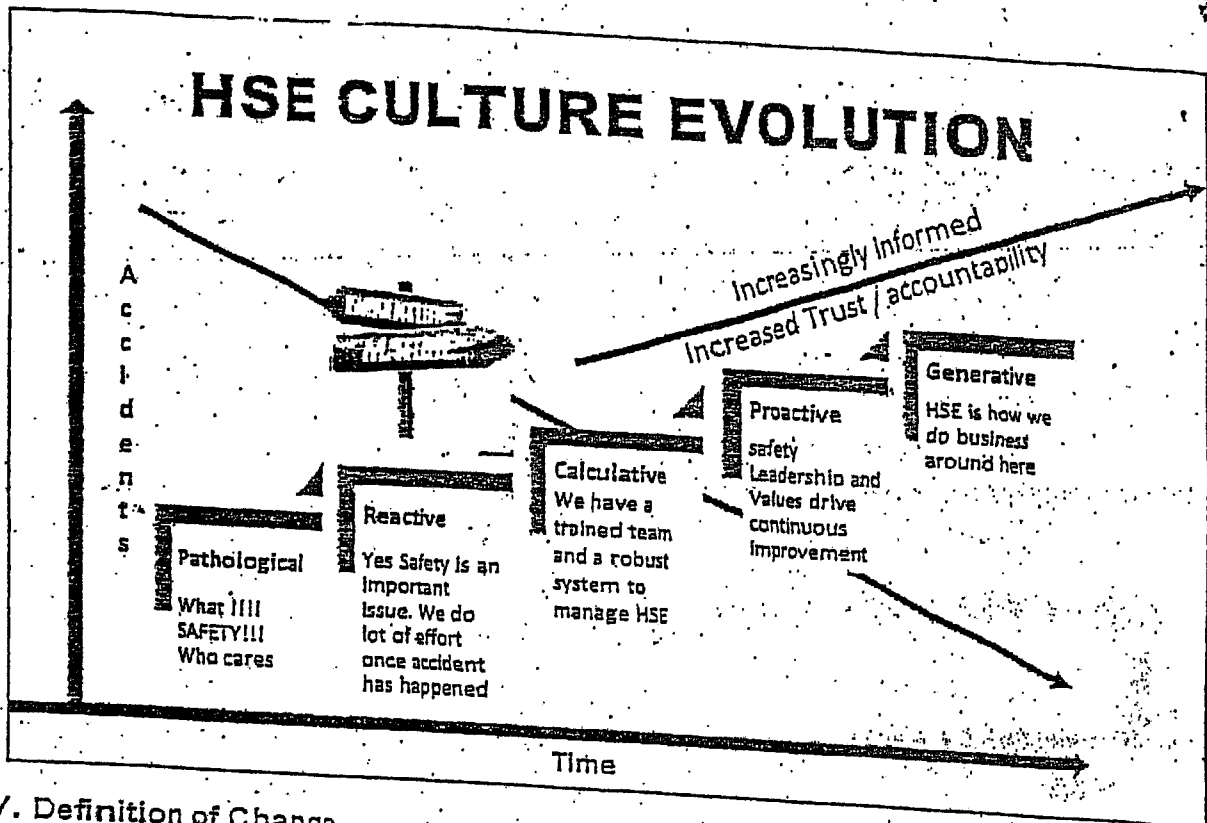 HSE CULTURE EVOLUTION
Accidents
Increasingly Informed
Increased Trust / accountability
Pathological
What !!!!
SAFETY!!!
Who cares
Reactive
Yes Safety is an
Important
Issue. We do
lot of effort
once accident
has happened
Calculative
We have a
trained team
and a robust
system to
manage HSE
Proactive
safety
Leadership and
Values drive
continuous
Improvement
Generative
HSE is how we
do business
around here
Time
. Definition of Change